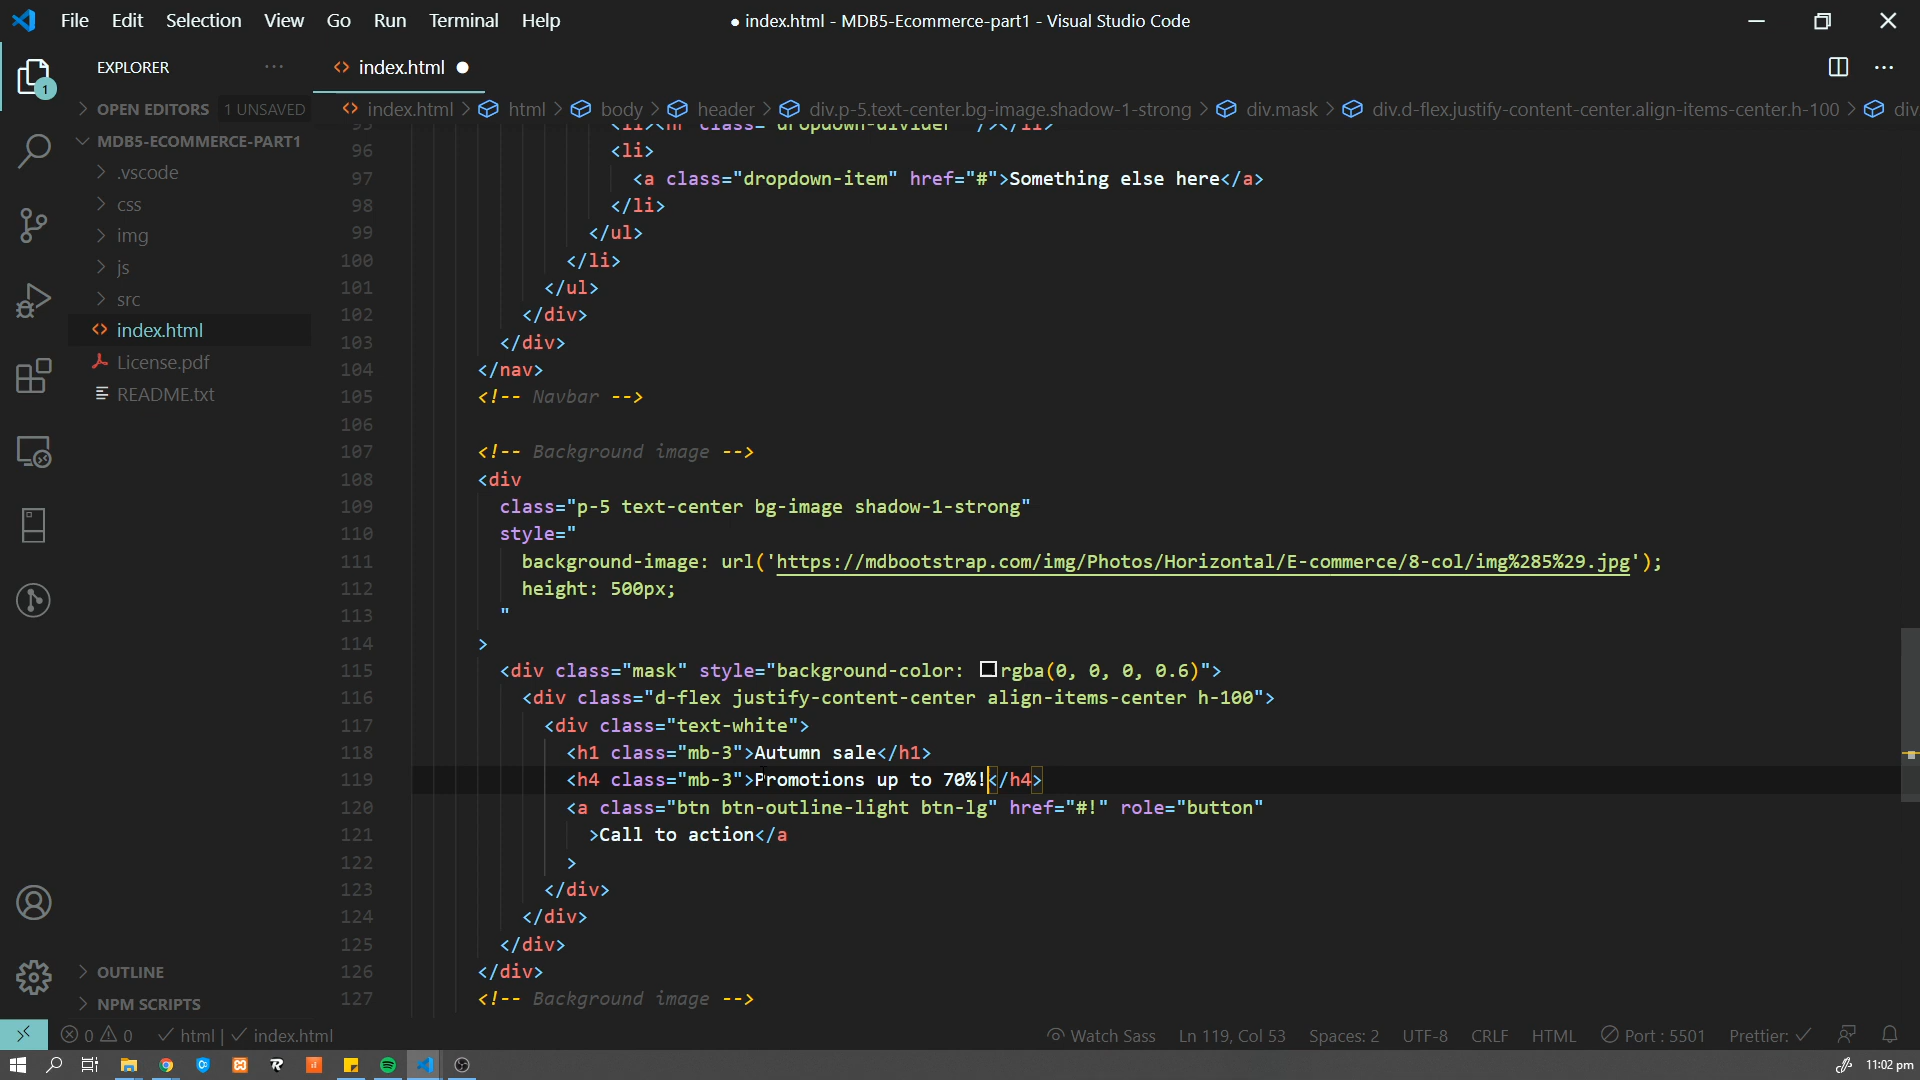 File Edit Selection View Go Run Terminal Help
● index.html - MDB5-Ecommerce-part1 - Visual Studio Code
EXPLORER
index.html
OPEN EDITORS 1 UNSAVED
index.html > html > body > header > div.p-5.text-center.bg-image.shadow-1-strong > div.mask > div.d-flex.justify-content-center.align-items-center.h-100 > div
1
MDB5-ECOMMERCE-PART1
.vscode
css
img
js
src
index.html
License.pdf
README.txt
95 <li><hr class="dropdown-divider" /></li>
96 <li>
97 <a class="dropdown-item" href="#">Something else here</a>
98 </li>
99 </ul>
100 </li>
101 </ul>
102 </div>
103 </div>
104 </nav>
105 <!-- Navbar -->
106
107 <!-- Background image -->
108 <div
109 class="p-5 text-center bg-image shadow-1-strong"
110 style="
111 background-image: url('https://mdbootstrap.com/img/Photos/Horizontal/E-commerce/8-col/img%285%29.jpg');
112 height: 500px;
113 "
114 >
115 <div class="mask" style="background-color: rgba(0, 0, 0, 0.6)">
116 <div class="d-flex justify-content-center align-items-center h-100">
117 <div class="text-white">
118 <h1 class="mb-3">Autumn sale</h1>
119 <h4 class="mb-3">Promotions up to 70%!</h4>
120 <a class="btn btn-outline-light btn-lg" href="#!" role="button"
121 >Call to action</a
122 >
123 </div>
124 </div>
125 </div>
126 </div>
127 <!-- Background image -->
OUTLINE
NPM SCRIPTS
0 0 html | index.html
Watch Sass Ln 119, Col 53 Spaces: 2 UTF-8 CRLF HTML Port : 5501 Prettier: ✓
11:02 pm